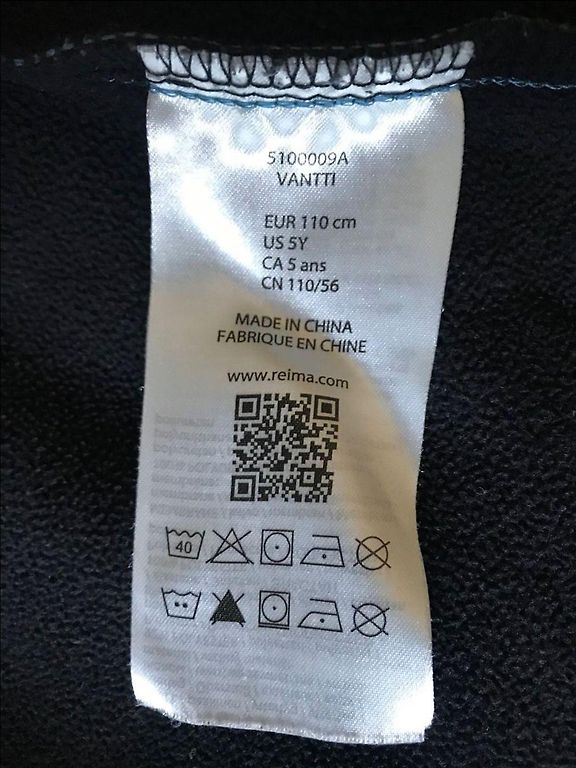 5100009A
VANTTI
EUR 110 cm
US 5Y
CA 5 ans
CN 110/56
MADE IN CHINA
FABRIQUE EN CHINE
www.reima.com
40